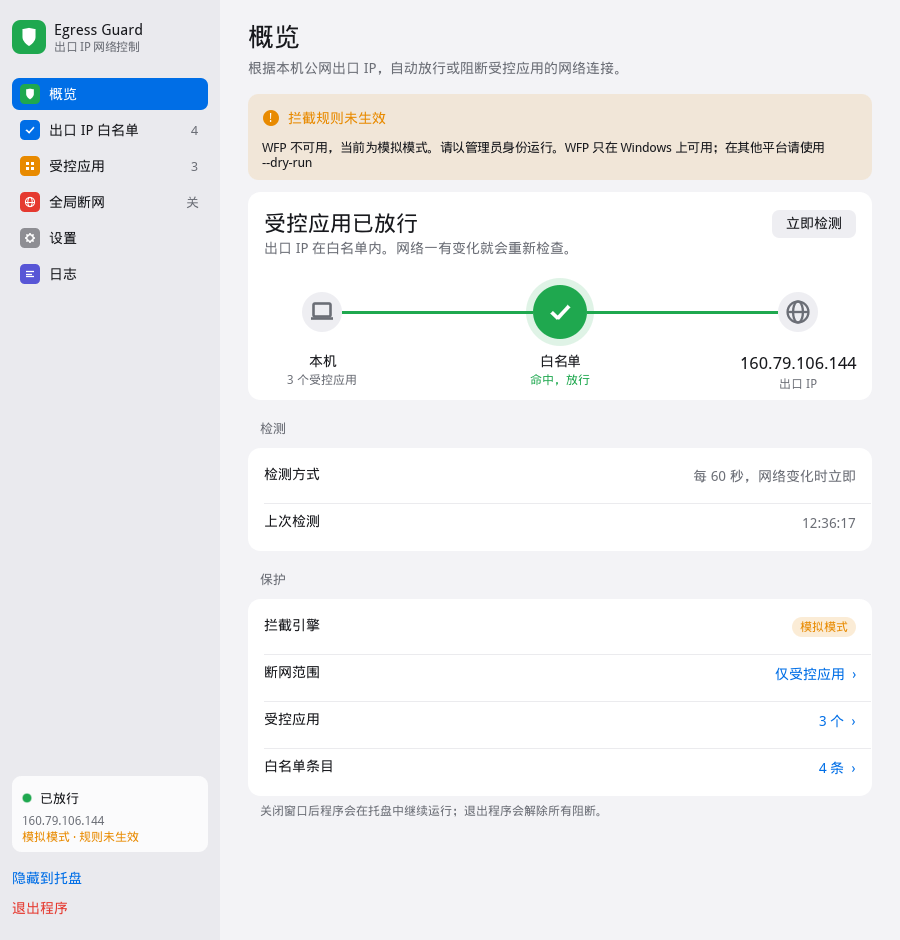 Egress Guard
出口 IP 网络控制
概览
出口 IP 白名单 4
受控应用 3
全局断网 关
设置
日志
已放行
160.79.106.144
模拟模式 · 规则未生效
隐藏到托盘
退出程序
概览
根据本机公网出口 IP，自动放行或阻断受控应用的网络连接。
! 拦截规则未生效
WFP 不可用，当前为模拟模式。请以管理员身份运行。WFP 只在 Windows 上可用；在其他平台请使用
--dry-run
受控应用已放行
立即检测
出口 IP 在白名单内。网络一有变化就会重新检查。
本机
3 个受控应用
白名单
命中，放行
160.79.106.144
出口 IP
检测
检测方式 每 60 秒，网络变化时立即
上次检测 12:36:17
保护
拦截引擎 模拟模式
断网范围 仅受控应用 ›
受控应用 3 个 ›
白名单条目 4 条 ›
关闭窗口后程序会在托盘中继续运行；退出程序会解除所有阻断。